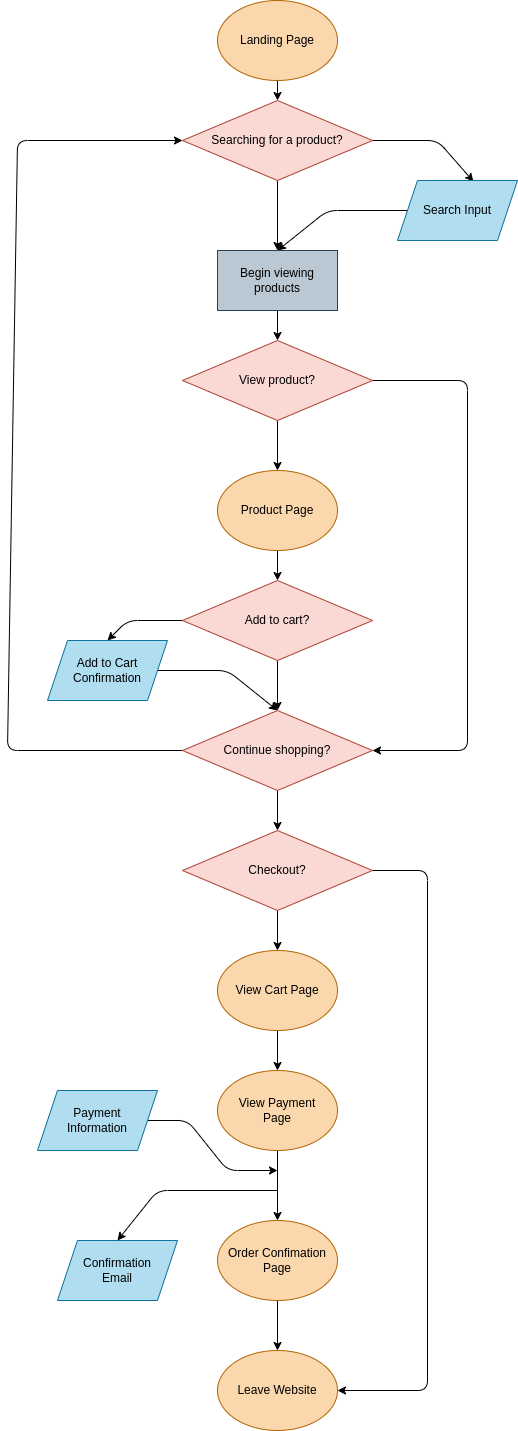 Landing Page
Searching for a product?
Search Input
Begin viewing
products
View product?
Product Page
Add to cart?
Add to Cart
Confirmation
Continue shopping?
Checkout?
View Cart Page
View Payment
Page
Payment
Information
Order Confimation
Page
Confirmation
Email
Leave Website